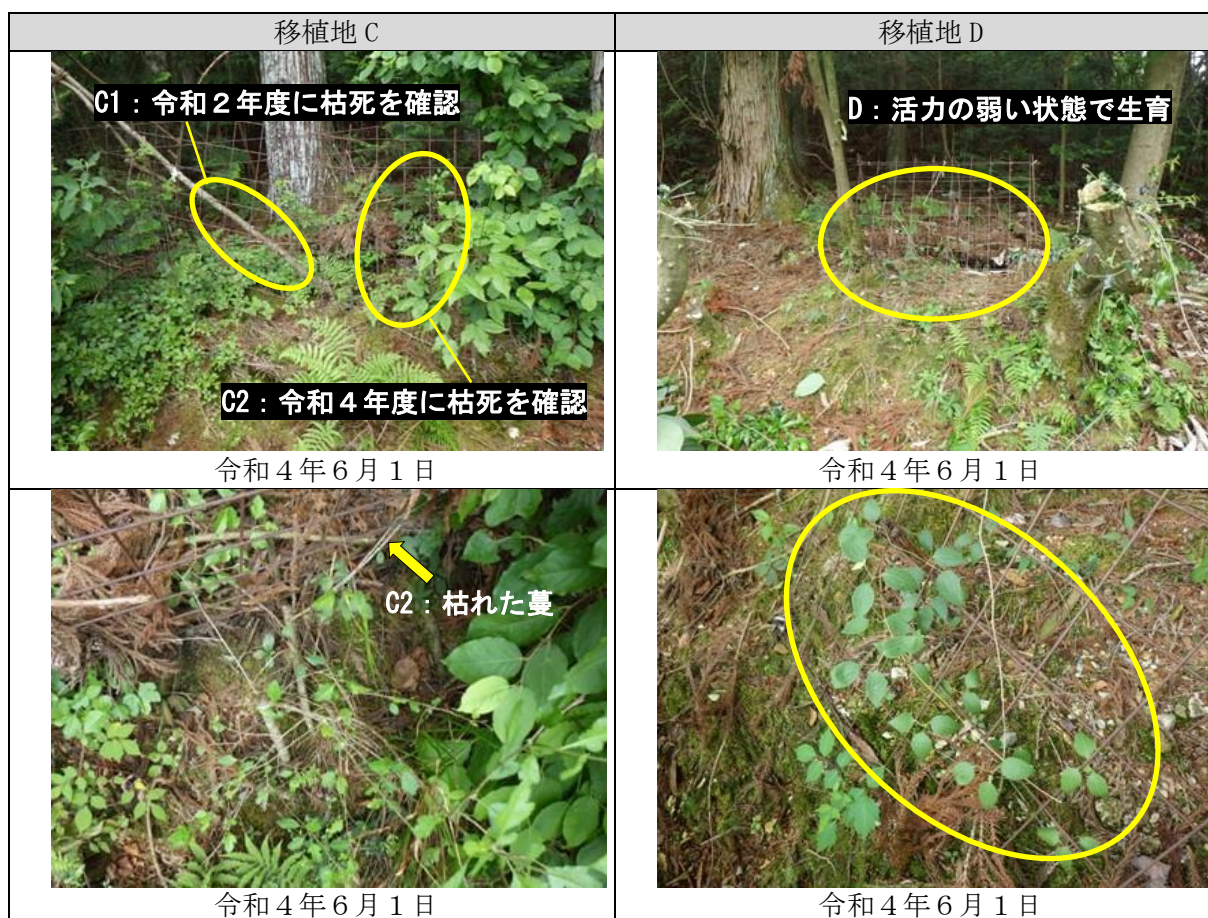 移植地C
移植地D
C1：令和２年度に枯死を確認
C2：令和４年度に枯死を確認
D：活力の弱い状態で生育
令和４年６月１日
令和４年６月１日
C2：枯れた蔓
令和４年６月１日
令和４年６月１日